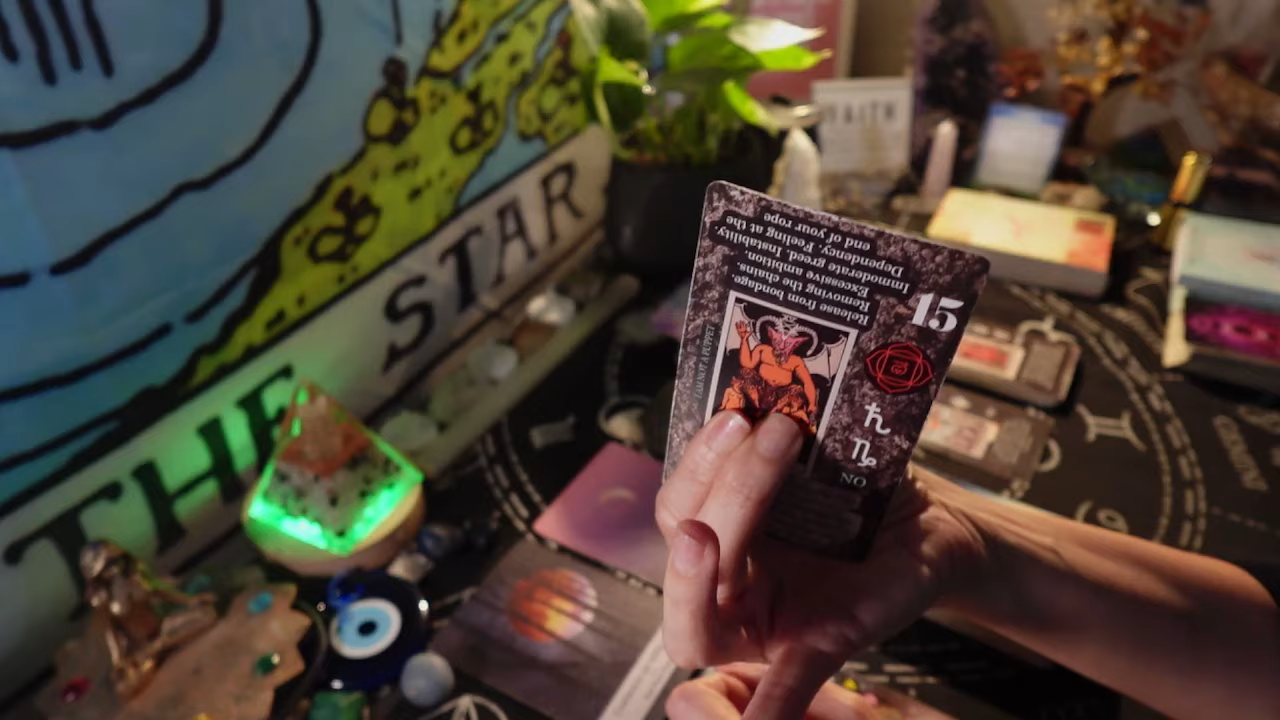 THE STAR
FAITH
15
end of your rope
Dependency. Feeling at the
Immoderate greed. Instability.
Excessive ambition.
Removing the chains.
Release from bondage.
I AM NOT A PUPPET
NO
GEMINI